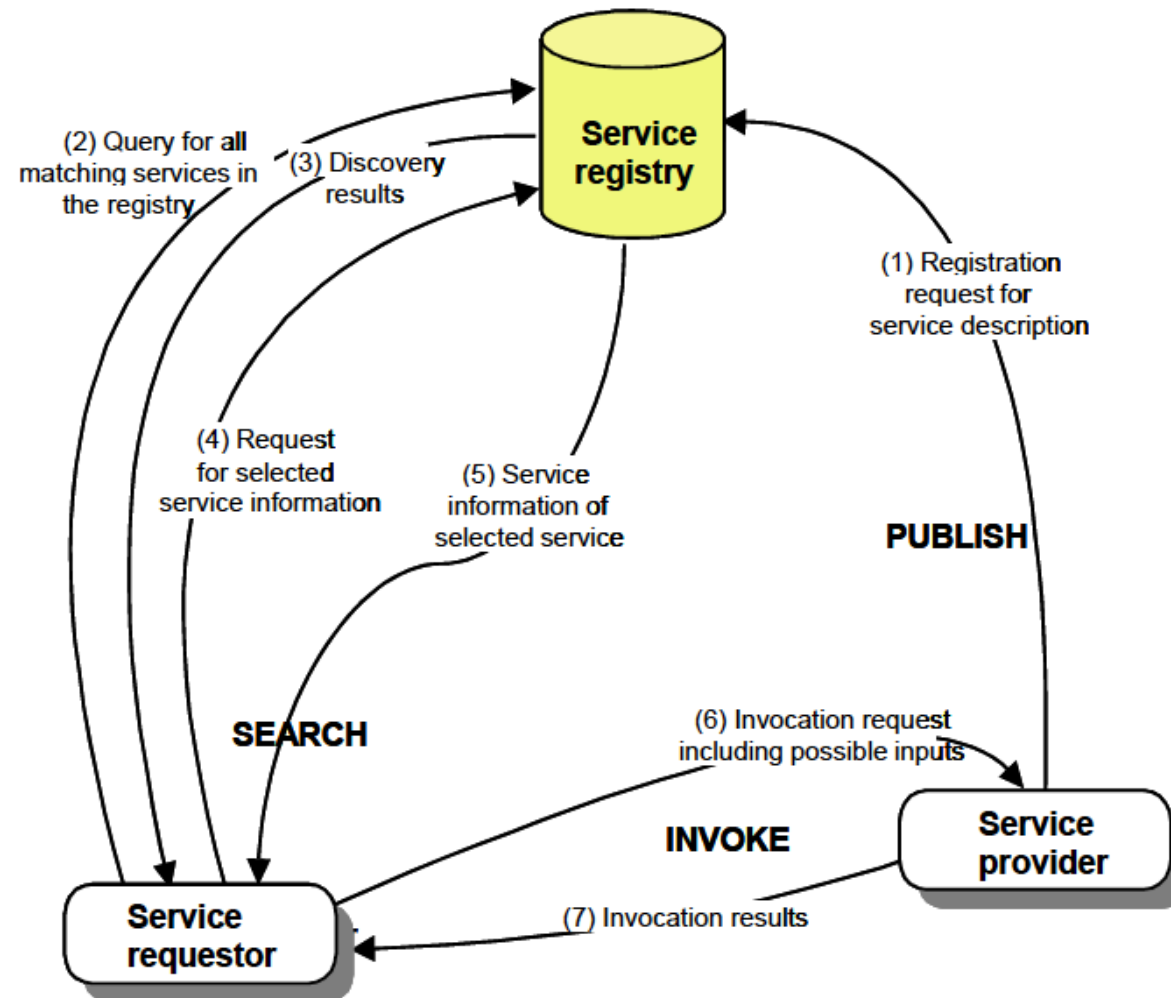 Service
registry
(2) Query for all
matching services in
the registry
(3) Discovery
results
(1) Registration
request for
service description
(4) Request
for selected
service information
(5) Service
information of
selected service
PUBLISH
SEARCH
(6) Invocation request
including possible inputs
INVOKE
Service
provider
(7) Invocation results
Service
requestor